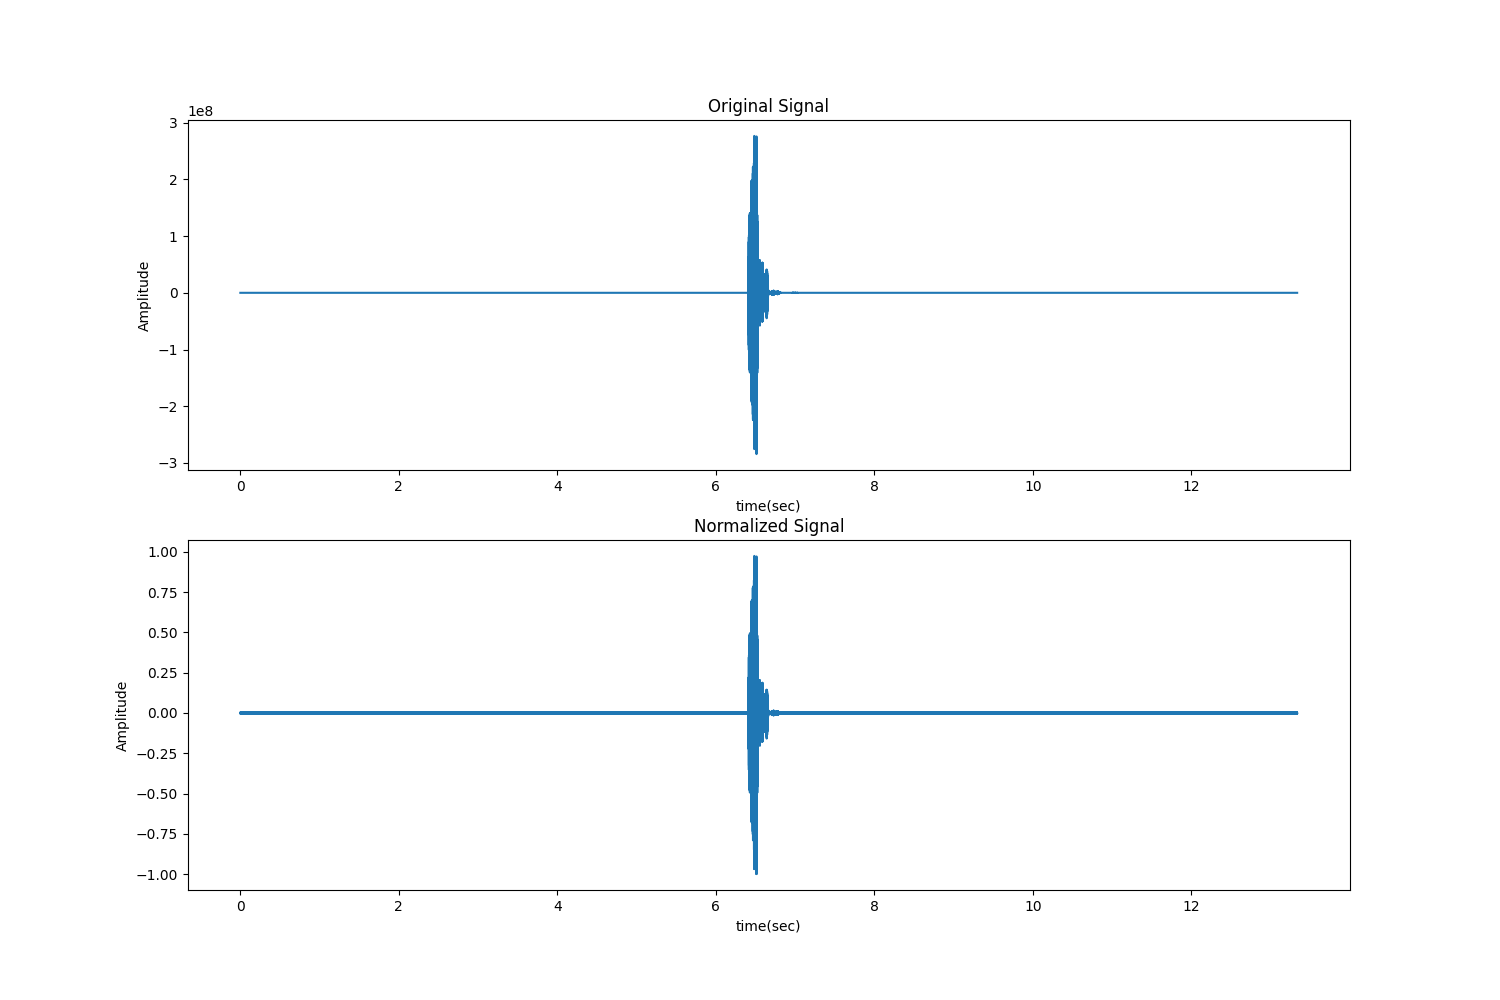 Original Signal
1e8
3
2
1
0
−1
−2
−3
Amplitude
0 2 4 6 8 10 12
time(sec)
Normalized Signal
1.00
0.75
0.50
0.25
0.00
−0.25
−0.50
−0.75
−1.00
Amplitude
0 2 4 6 8 10 12
time(sec)